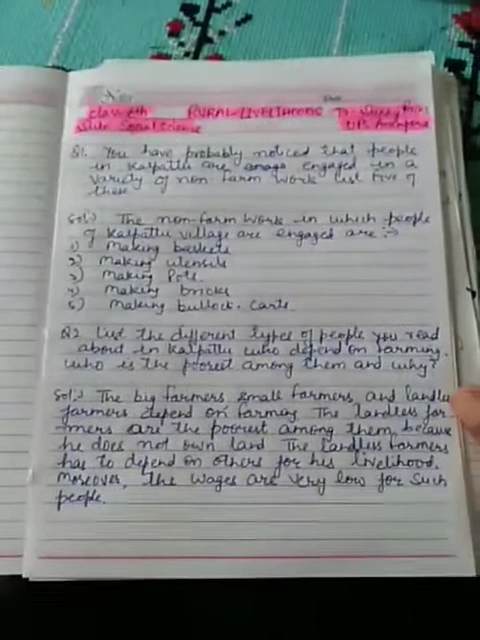 Class 6th RURAL-LIVELIHOODS
Social Science
Q1. You have probably noticed that people
in Kalpattu are engaged in a
variety of non farm work list five of
these
Sol:) The non-farm work in which people
of Kalpattu village are engaged are :->
1) Making baskets
2) Making utensils
3) Making Pots.
4) Making bricks
5) Making bullock. carts.
Q2 List the different types of people you read
about in Kalpattu who depend on farming.
who is the poorest among them and why?
Sol:) The big farmers, small farmers, and landle
farmers depend on farming. The landless far
-mers are the poorest among them, because
he does not own land The landless farmers
has to depend on others for his livelihood.
Moreover, the wages are very low for such
people.